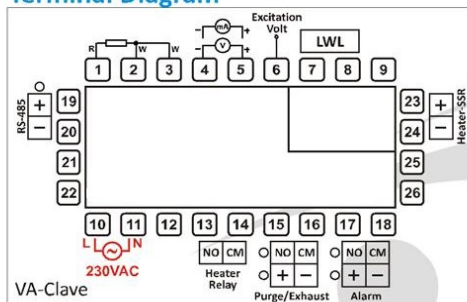 Terminal Diagram
mA
Excitation
Volt
LWL
R W W - V +
1 2 3 4 5 6 7 8 9
RS-485
+ 19
- 20
21
22
23 +
24 -
25
26
Heater-SSR
10 11 12 13 14 15 16 17 18
L N
230VAC
NO CM
Heater
Relay
NO CM
+ -
Purge/Exhaust
NO CM
+ -
Alarm
VA-Clave